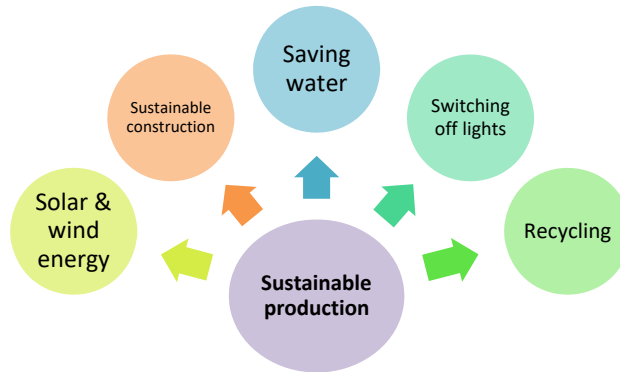 Saving
water
Sustainable
construction
Switching
off lights
Solar &
wind
energy
Recycling
Sustainable
production